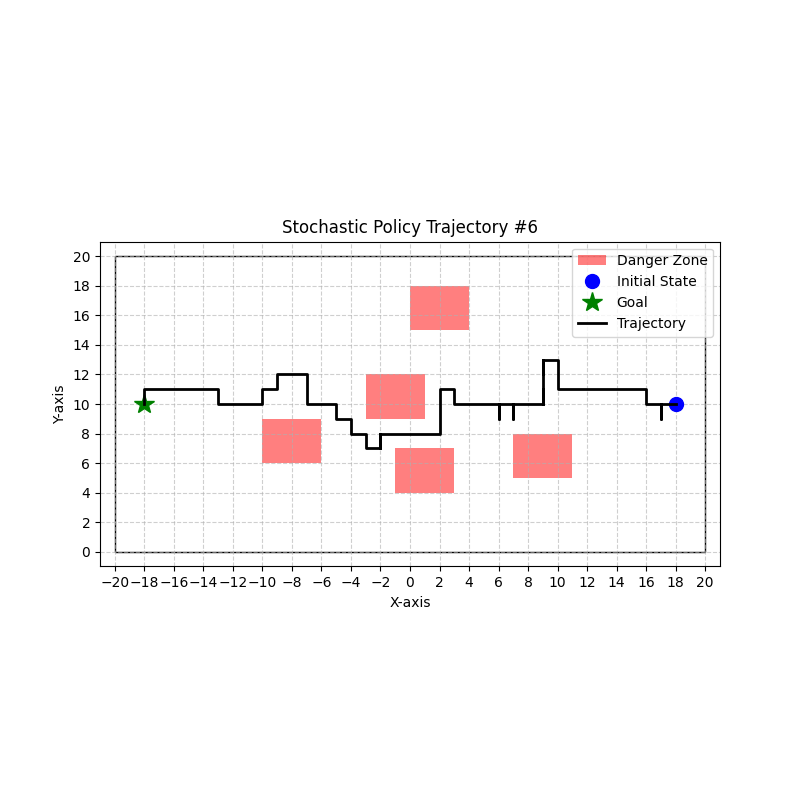 Stochastic Policy Trajectory #6
Danger Zone
Initial State
Goal
Trajectory
Y-axis
20
18
16
14
12
10
8
6
4
2
0
−20 −18 −16 −14 −12 −10 −8 −6 −4 −2 0 2 4 6 8 10 12 14 16 18 20
X-axis